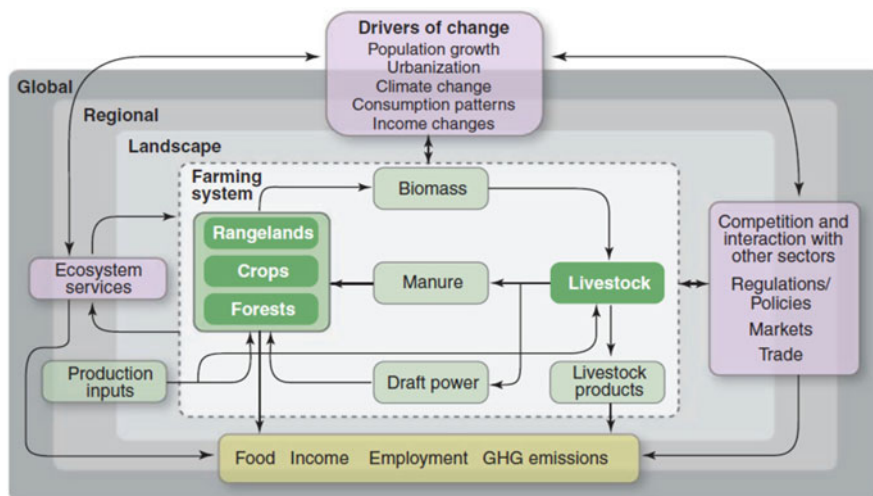 Drivers of change
Population growth
Urbanization
Climate change
Consumption patterns
Income changes
Global
Regional
Landscape
Farming
system
Biomass
Rangelands
Crops
Forests
Manure
Livestock
Ecosystem
services
Competition and
interaction with
other sectors
Regulations/
Policies
Markets
Trade
Production
inputs
Draft power
Livestock
products
Food Income Employment GHG emissions